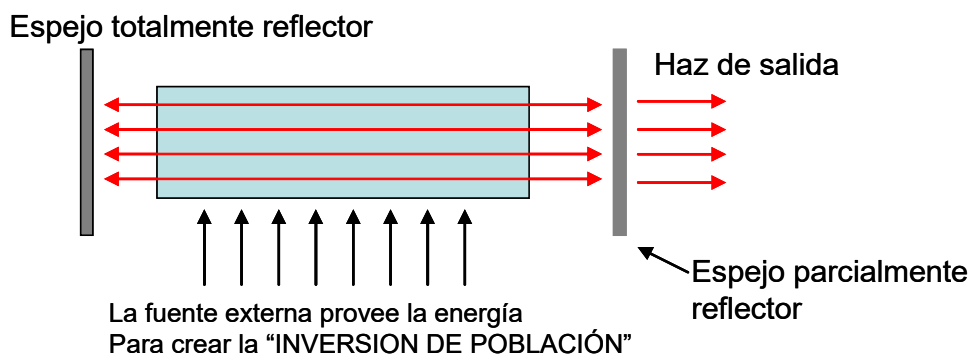 Espejo totalmente reflector
Haz de salida
Espejo parcialmente
reflector
La fuente externa provee la energía
Para crear la “INVERSION DE POBLACIÓN”